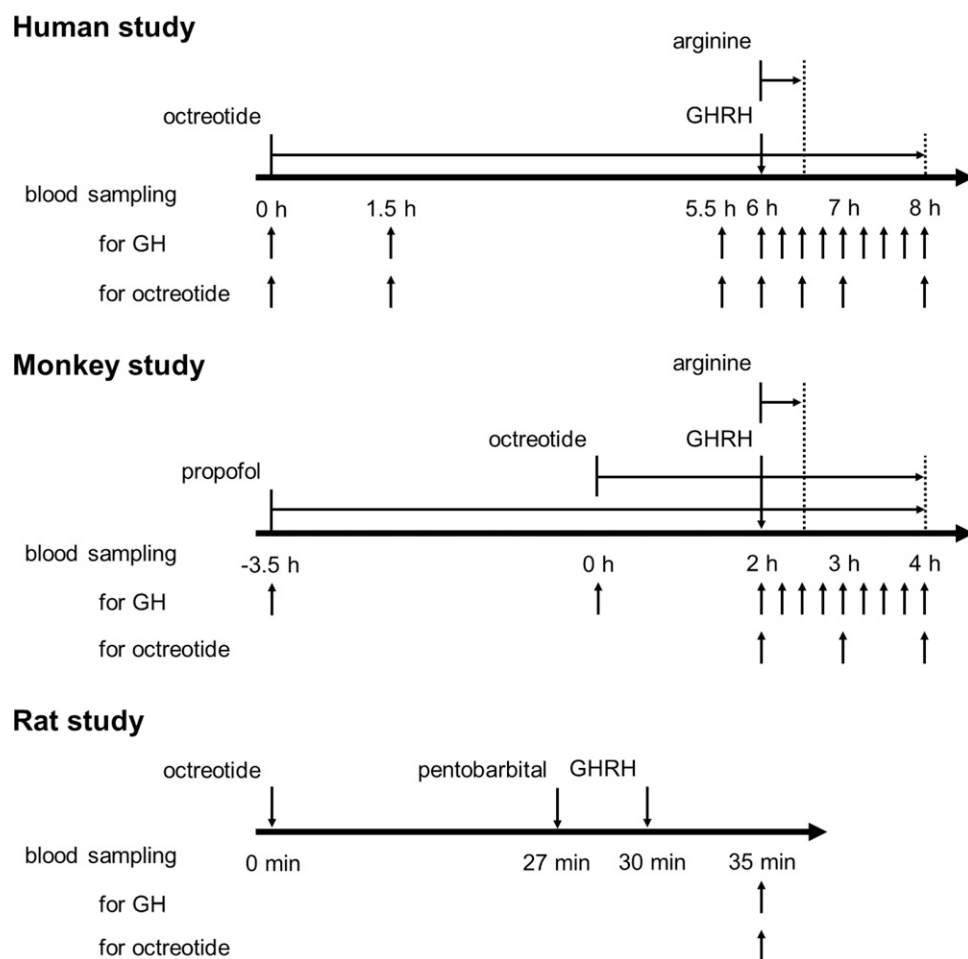 Human study
arginine
octreotide GHRH
blood sampling
0 h 1.5 h 5.5 h 6 h 7 h 8 h
for GH
for octreotide
Monkey study
arginine
octreotide GHRH
propofol
blood sampling
-3.5 h 0 h 2 h 3 h 4 h
for GH
for octreotide
Rat study
octreotide pentobarbital GHRH
blood sampling
0 min 27 min 30 min 35 min
for GH
for octreotide